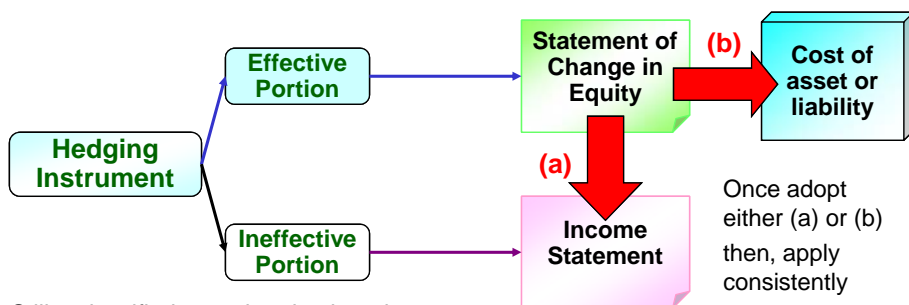 Statement of
Change in
Equity
(b)
Cost of
asset or
liability
Effective
Portion
Hedging
Instrument
(a)
Once adopt
either (a) or (b)
then, apply
consistently
Ineffective
Portion
Income
Statement